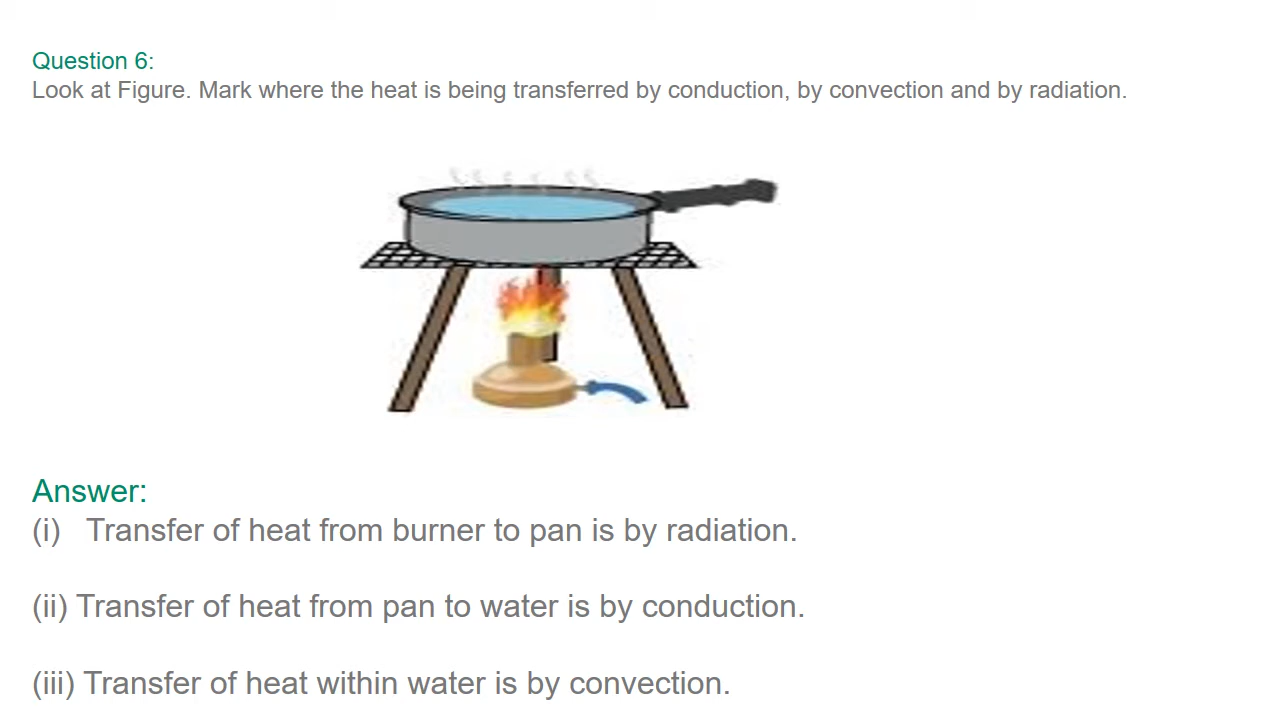 Question 6:
Look at Figure. Mark where the heat is being transferred by conduction, by convection and by radiation.
Answer:
(i) Transfer of heat from burner to pan is by radiation.
(ii) Transfer of heat from pan to water is by conduction.
(iii) Transfer of heat within water is by convection.